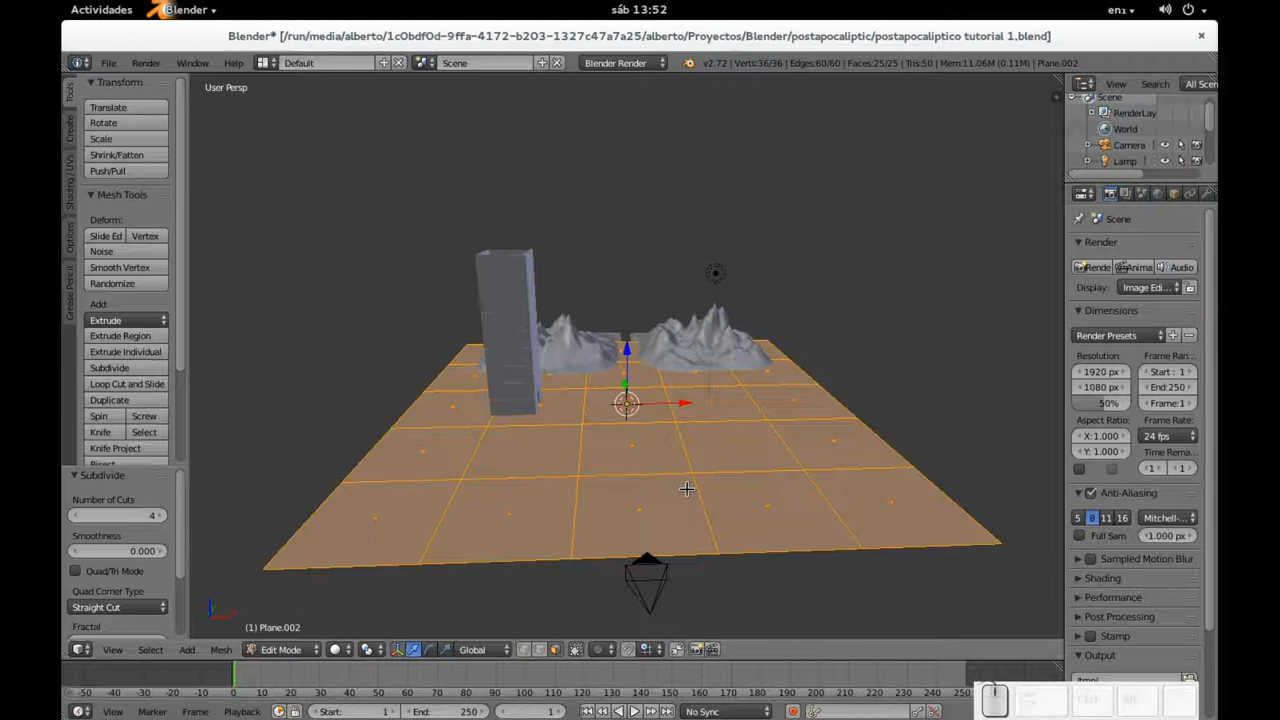 Actividades Blender sáb 13:52 en1
Blender* [/run/media/alberto/1c0bdf0d-9ffa-4172-b203-1327c47a7a25/alberto/Proyectos/Blender/postapocaliptic/postapocaliptico tutorial 1.blend]
File Render Window Help Default Scene Blender Render v2.72 | Verts:36/36 | Edges:60/60 | Faces:25/25 | Tris:50 | Mem:11.06M (0.11M) | Plane.002
Tools
Create
Shading / UVs
Options
Grease Pencil
Transform
Translate
Rotate
Scale
Shrink/Fatten
Push/Pull
Mesh Tools
Deform:
Slide Ed Vertex
Noise
Smooth Vertex
Randomize
Add:
Extrude
Extrude Region
Extrude Individual
Subdivide
Loop Cut and Slide
Duplicate
Spin Screw
Knife Select
Knife Project
Bisect
Subdivide
Number of Cuts
4
Smoothness
0.000
Quad/Tri Mode
Quad Corner Type
Straight Cut
Fractal
User Persp
(1) Plane.002
View Search All Scen
Scene
RenderLay
World
Camera
Lamp
Scene
Render
Rende Anima Audio
Display: Image Edi...
Dimensions
Render Presets
Resolution: Frame Ran...
1920 px Start : 1
1080 px End:250
50% Frame:1
Aspect Ratio: Frame Rate:
X: 1.000 24 fps
Y: 1.000 Time Rema...
1 1
Anti-Aliasing
5 8 11 16 Mitchell-...
Full Sam 1.000 px
Sampled Motion Blur
Shading
Performance
Post Processing
Stamp
Output
/tmp/
View Select Add Mesh Edit Mode Global
-50 -40 -30 -20 -10 0 10 20 30 40 50 60 70 80 90 100 110 120 130 140 150 160 170 180 190 200 210 220 230 240 250
View Marker Frame Playback Start: 1 End: 250 1 No Sync
Ctrl Alt